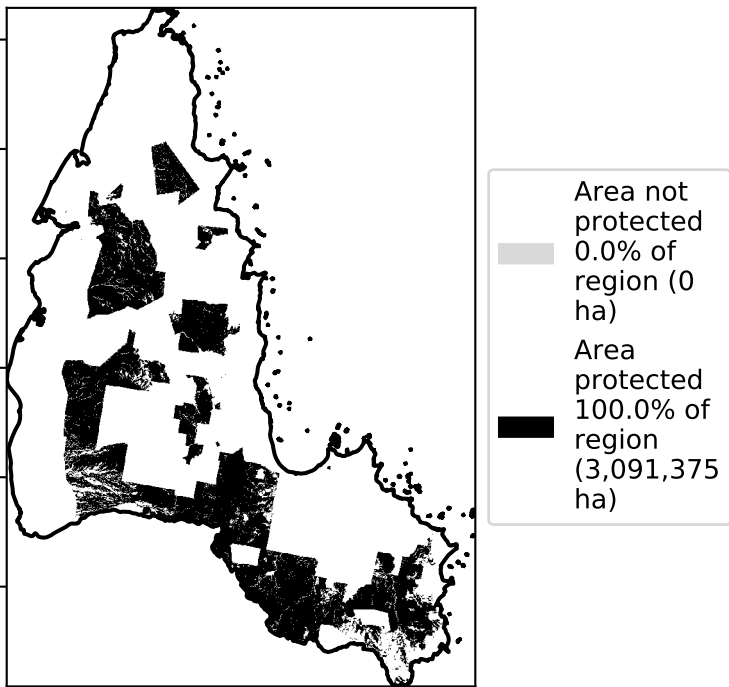 Area not
protected
0.0% of
region (0
ha)
Area
protected
100.0% of
region
(3,091,375
ha)